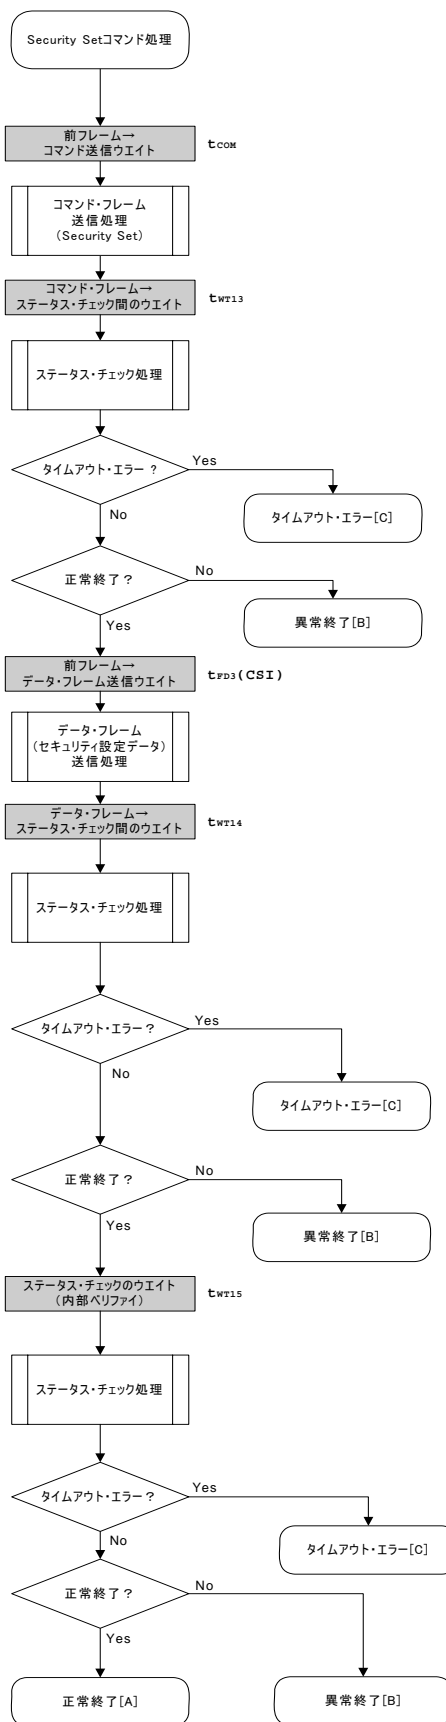 Security Setコマンド処理
前フレーム→
コマンド送信ウエイト
tCOM
コマンド・フレーム
送信処理
(Security Set)
コマンド・フレーム→
ステータス・チェック間のウエイト
tWT13
ステータス・チェック処理
タイムアウト・エラー ?
Yes
No
タイムアウト・エラー[C]
正常終了？
No
Yes
異常終了[B]
前フレーム→
データ・フレーム送信ウエイト
tFD3(CSI)
データ・フレーム
(セキュリティ設定データ)
送信処理
データ・フレーム→
ステータス・チェック間のウエイト
tWT14
ステータス・チェック処理
タイムアウト・エラー？
Yes
No
タイムアウト・エラー[C]
正常終了？
No
Yes
異常終了[B]
ステータス・チェックのウエイト
(内部ベリファイ)
tWT15
ステータス・チェック処理
タイムアウト・エラー？
Yes
No
タイムアウト・エラー[C]
正常終了？
No
Yes
正常終了[A]
異常終了[B]